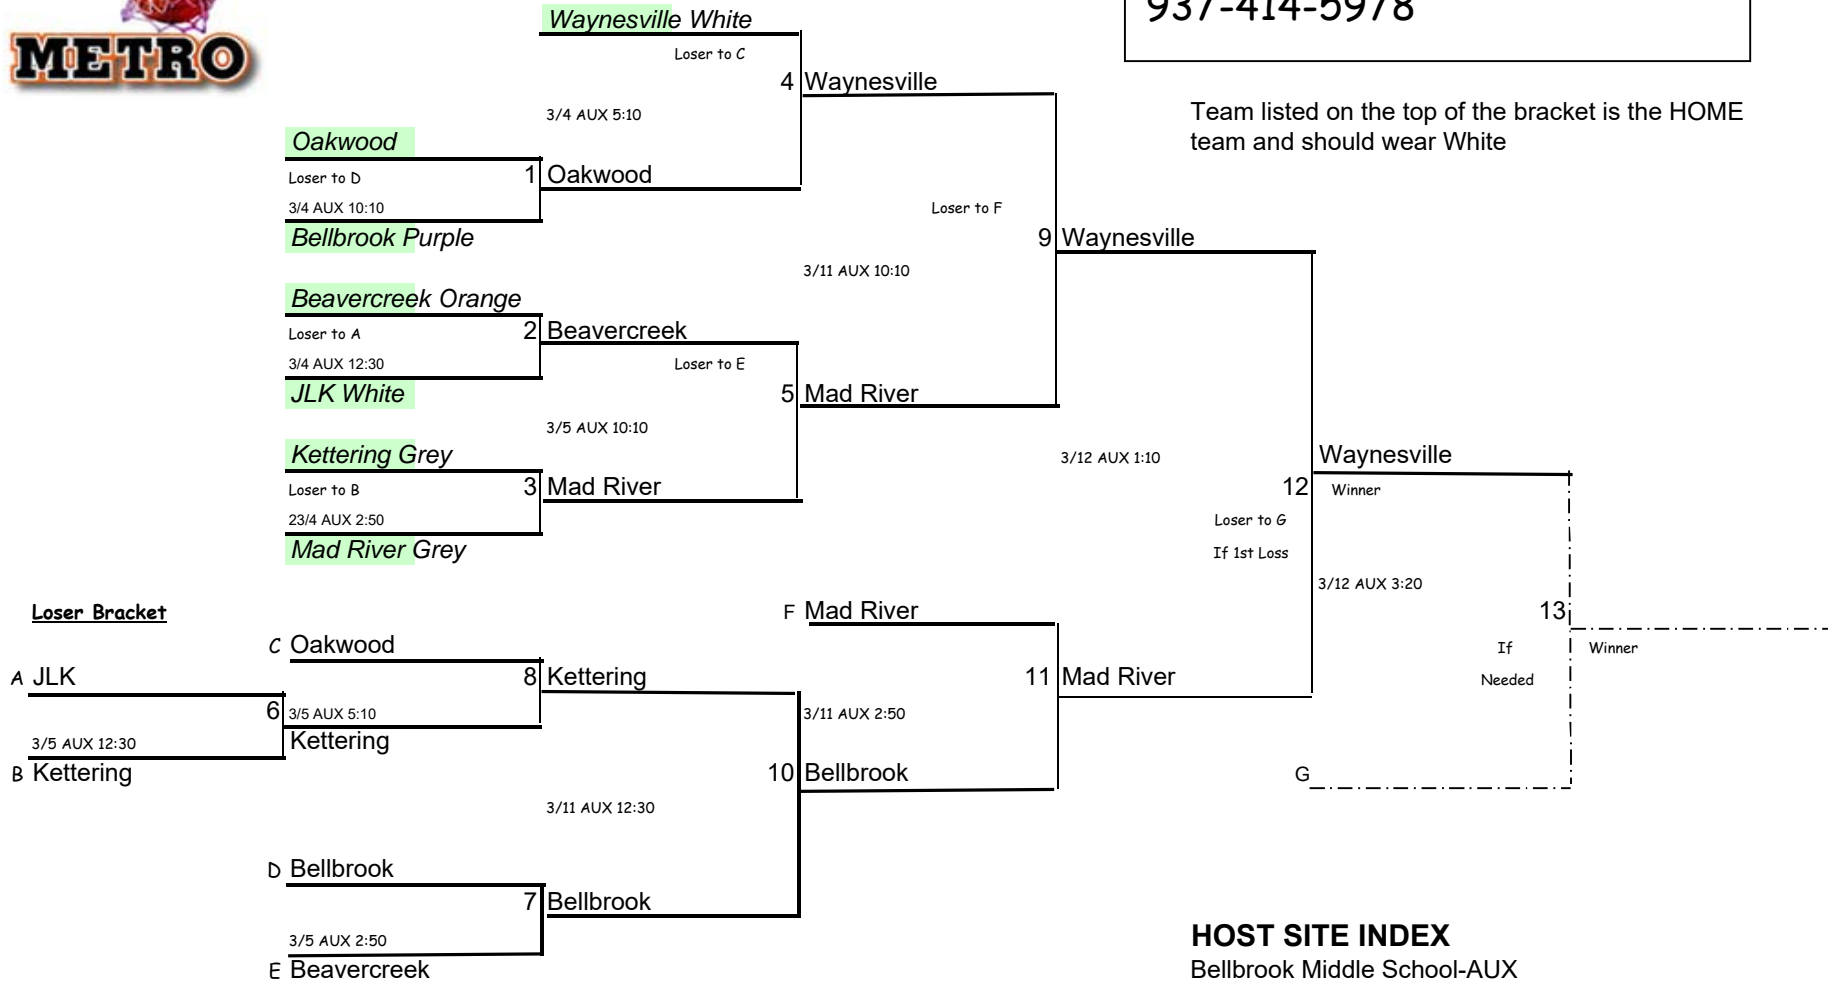 937-414-5978
METRO
Waynesville White
Loser to C
4 Waynesville
3/4 AUX 5:10
Team listed on the top of the bracket is the HOME
team and should wear White
Oakwood
Loser to D
1 Oakwood
3/4 AUX 10:10
Bellbrook Purple
Loser to F
9 Waynesville
3/11 AUX 10:10
Beavercreek Orange
Loser to A
2 Beavercreek
3/4 AUX 12:30
Loser to E
JLK White
5 Mad River
3/5 AUX 10:10
Kettering Grey
3/12 AUX 1:10
Waynesville
Loser to B
3 Mad River
12 Winner
23/4 AUX 2:50
Loser to G
Mad River Grey
If 1st Loss
3/12 AUX 3:20
Loser Bracket
F Mad River
13
C Oakwood
If
Needed
Winner
A JLK
8 Kettering
11 Mad River
6 3/5 AUX 5:10
3/11 AUX 2:50
3/5 AUX 12:30
Kettering
B Kettering
10 Bellbrook
G
3/11 AUX 12:30
D Bellbrook
7 Bellbrook
3/5 AUX 2:50
HOST SITE INDEX
E Beavercreek
Bellbrook Middle School-AUX